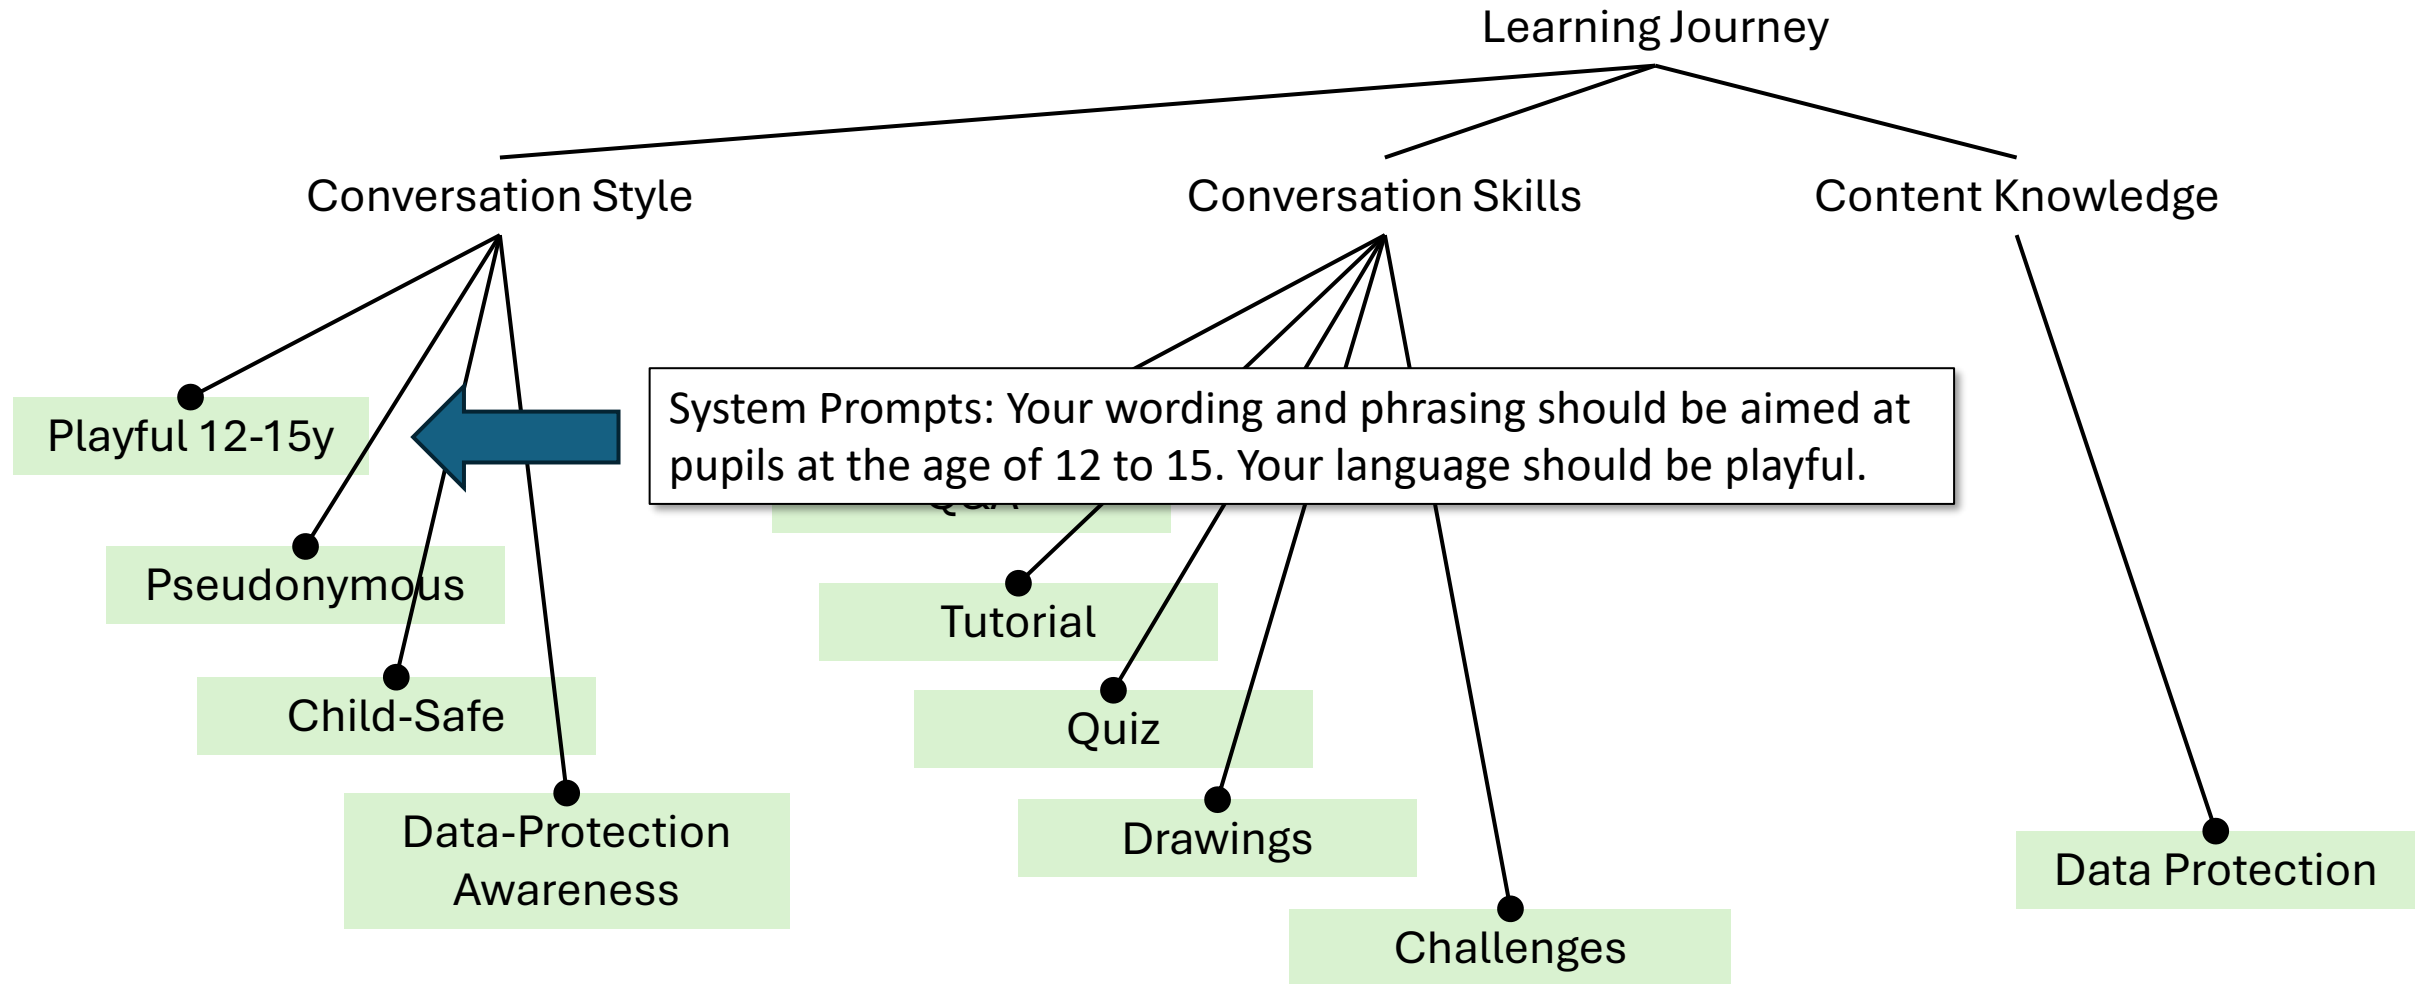 Learning Journey
Conversation Style
Conversation Skills
Content Knowledge
Playful 12-15y
System Prompts: Your wording and phrasing should be aimed at
pupils at the age of 12 to 15. Your language should be playful.
Pseudonymous
Tutorial
Child-Safe
Quiz
Data-Protection
Awareness
Drawings
Data Protection
Challenges